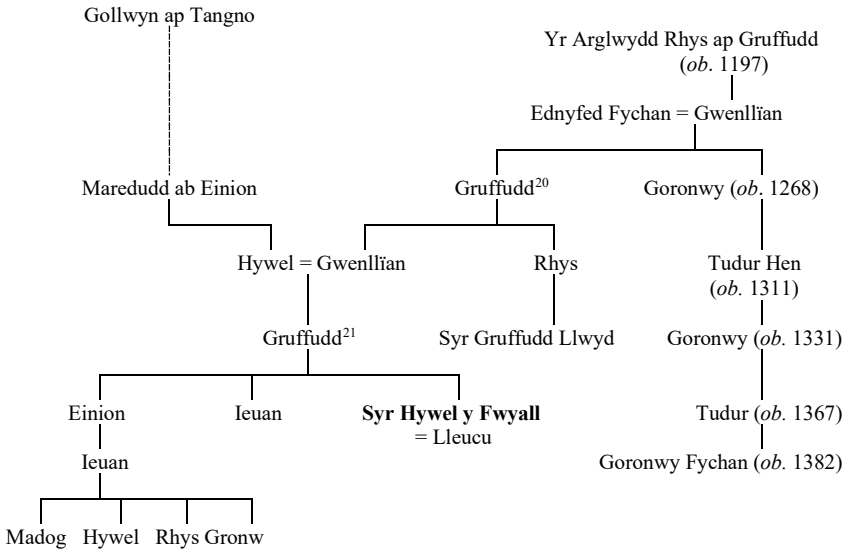 Gollwyn ap Tangno
Yr Arglwydd Rhys ap Gruffudd
(ob. 1197)
Ednyfed Fychan = Gwenllïan
Maredudd ab Einion Gruffudd20 Goronwy (ob. 1268)
Hywel = Gwenllïan Rhys Tudur Hen
(ob. 1311)
Gruffudd21 Syr Gruffudd Llwyd Goronwy (ob. 1331)
Einion Ieuan Syr Hywel y Fwyall Tudur (ob. 1367)
= Lleucu
Ieuan Goronwy Fychan (ob. 1382)
Madog Hywel Rhys Gronw